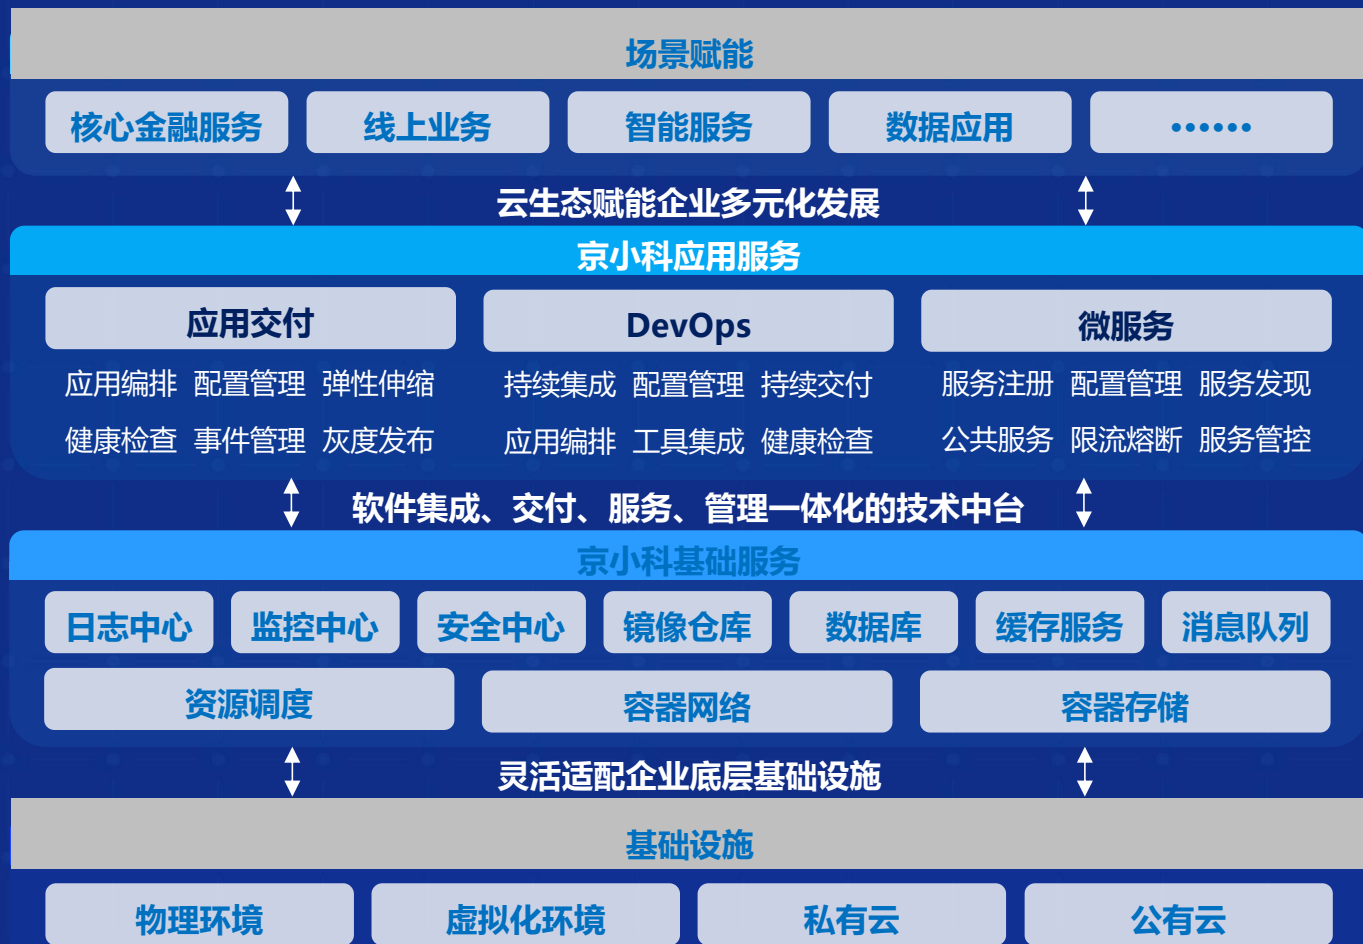 场景赋能
核心金融服务 线上业务 智能服务 数据应用 ······
云生态赋能企业多元化发展
京小科应用服务
应用交付 DevOps 微服务
应用编排 配置管理 弹性伸缩 持续集成 配置管理 持续交付 服务注册 配置管理 服务发现
健康检查 事件管理 灰度发布 应用编排 工具集成 健康检查 公共服务 限流熔断 服务管控
软件集成、交付、服务、管理一体化的技术中台
京小科基础服务
日志中心 监控中心 安全中心 镜像仓库 数据库 缓存服务 消息队列
资源调度 容器网络 容器存储
灵活适配企业底层基础设施
基础设施
物理环境 虚拟化环境 私有云 公有云